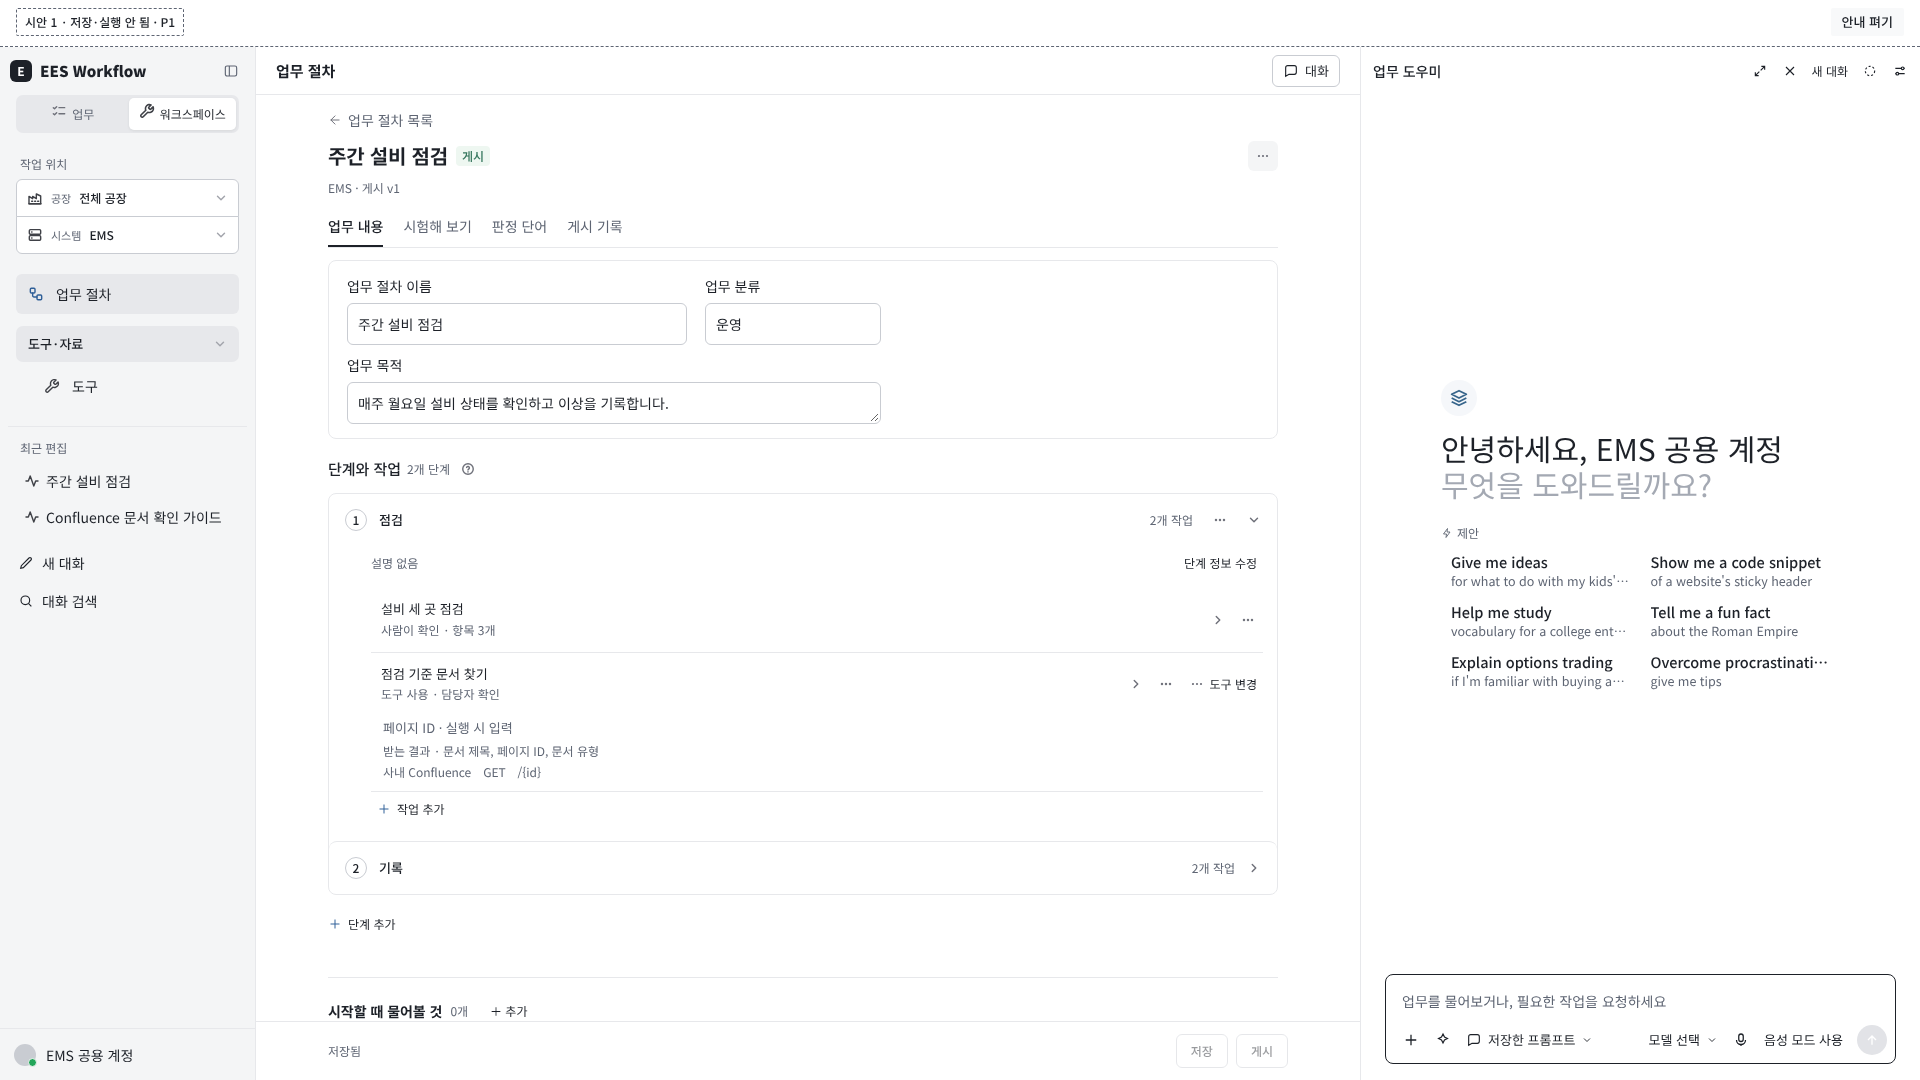 시안 1 · 저장·실행 안 됨 · P1
안내 펴기
E EES Workflow
업무
워크스페이스
작업 위치
공장 전체 공장
시스템 EMS
업무 절차
도구·자료
도구
최근 편집
주간 설비 점검
Confluence 문서 확인 가이드
새 대화
대화 검색
EMS 공용 계정
업무 절차
대화
업무 절차 목록
주간 설비 점검 게시
EMS · 게시 v1
업무 내용 시험해 보기 판정 단어 게시 기록
업무 절차 이름
업무 분류
주간 설비 점검
운영
업무 목적
매주 월요일 설비 상태를 확인하고 이상을 기록합니다.
단계와 작업 2개 단계
1 점검 2개 작업
설명 없음
단계 정보 수정
설비 세 곳 점검
사람이 확인 · 항목 3개
점검 기준 문서 찾기
도구 사용 · 담당자 확인
도구 변경
페이지 ID · 실행 시 입력
받는 결과 · 문서 제목, 페이지 ID, 문서 유형
사내 Confluence GET /{id}
작업 추가
2 기록 2개 작업
단계 추가
시작할 때 물어볼 것 0개 추가
저장됨
저장
게시
업무 도우미
새 대화
안녕하세요, EMS 공용 계정
무엇을 도와드릴까요?
제안
Give me ideas
for what to do with my kids'···
Show me a code snippet
of a website's sticky header
Help me study
vocabulary for a college ent···
Tell me a fun fact
about the Roman Empire
Explain options trading
if I'm familiar with buying a···
Overcome procrastinati···
give me tips
업무를 물어보거나, 필요한 작업을 요청하세요
저장한 프롬프트
모델 선택
음성 모드 사용